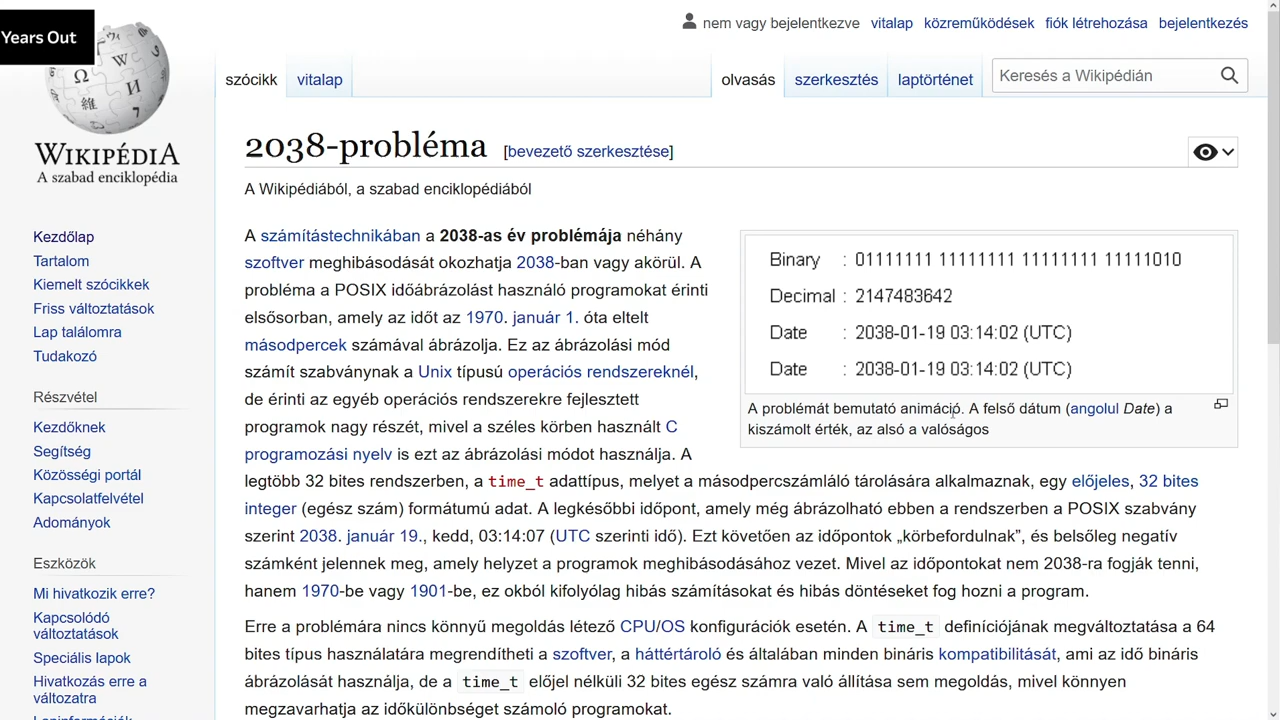 Years Out
nem vagy bejelentkezve vitalap közreműködések fiók létrehozása bejelentkezés
szócikk vitalap olvasás szerkesztés laptörténet Keresés a Wikipédián
WIKIPÉDIA
A szabad enciklopédia
Kezdőlap
Tartalom
Kiemelt szócikkek
Friss változtatások
Lap találomra
Tudakozó
Részvétel
Kezdőknek
Segítség
Közösségi portál
Kapcsolatfelvétel
Adományok
Eszközök
Mi hivatkozik erre?
Kapcsolódó
változtatások
Speciális lapok
Hivatkozás erre a
változatra
2038-probléma [bevezető szerkesztése]
A Wikipédiából, a szabad enciklopédiából
A számítástechnikában a 2038-as év problémája néhány
szoftver meghibásodását okozhatja 2038-ban vagy akörül. A
probléma a POSIX időábrázolást használó programokat érinti
elsősorban, amely az időt az 1970. január 1. óta eltelt
másodpercek számával ábrázolja. Ez az ábrázolási mód
számít szabványnak a Unix típusú operációs rendszereknél,
de érinti az egyéb operációs rendszerekre fejlesztett
programok nagy részét, mivel a széles körben használt C
programozási nyelv is ezt az ábrázolási módot használja. A
legtöbb 32 bites rendszerben, a time_t adattípus, melyet a másodpercszámláló tárolására alkalmaznak, egy előjeles, 32 bites
integer (egész szám) formátumú adat. A legkésőbbi időpont, amely még ábrázolható ebben a rendszerben a POSIX szabvány
szerint 2038. január 19., kedd, 03:14:07 (UTC szerinti idő). Ezt követően az időpontok „körbefordulnak”, és belsőleg negatív
számként jelennek meg, amely helyzet a programok meghibásodásához vezet. Mivel az időpontokat nem 2038-ra fogják tenni,
hanem 1970-be vagy 1901-be, ez okból kifolyólag hibás számításokat és hibás döntéseket fog hozni a program.
Erre a problémára nincs könnyű megoldás létező CPU/OS konfigurációk esetén. A time_t definíciójának megváltoztatása a 64
bites típus használatára megrendítheti a szoftver, a háttértároló és általában minden bináris kompatibilitását, ami az idő bináris
ábrázolását használja, de a time_t előjel nélküli 32 bites egész számra való állítása sem megoldás, mivel könnyen
megzavarhatja az időkülönbséget számoló programokat.
Binary : 01111111 11111111 11111111 11111010
Decimal : 2147483642
Date : 2038-01-19 03:14:02 (UTC)
Date : 2038-01-19 03:14:02 (UTC)
A problémát bemutató animáció. A felső dátum (angolul Date) a
kiszámolt érték, az alsó a valóságos